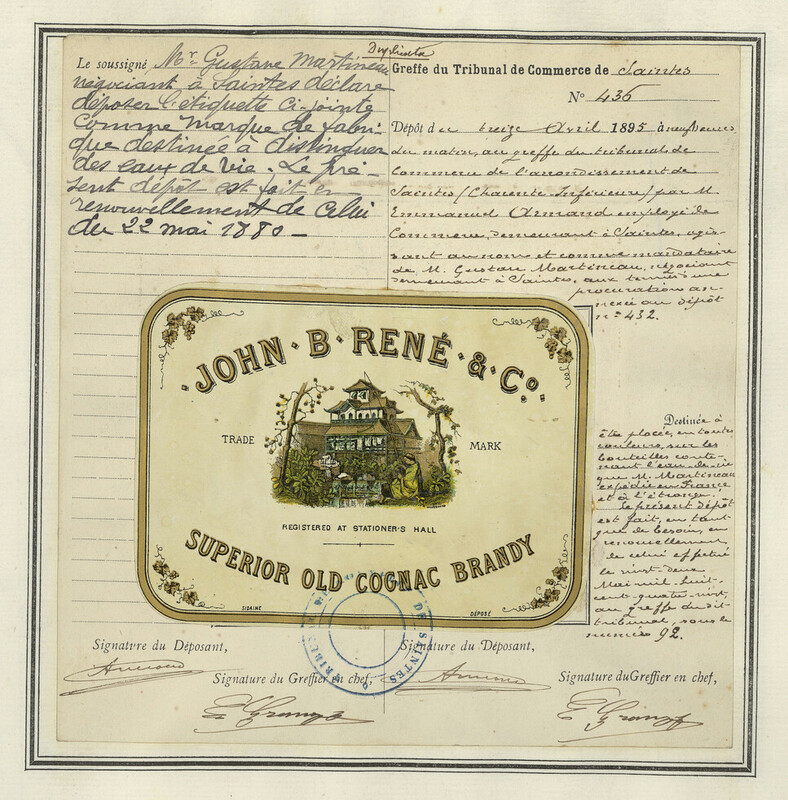 Duplicata
Le soussigné Mr. Gustave Martineau
négociant à Saintes déclare
déposer l'étiquette ci-jointe
comme marque de fabri-
que destinée à distinguer
des eaux de vie. Le pré-
sent dépôt est fait en
renouvellement de celui
du 22 mai 1880 —
Greffe du Tribunal de Commerce de Saintes
No 436
Dépôt du treize Avril 1895 à neuf heures
du matin, au greffe du tribunal de
Commerce de l'arrondissement de
Saintes (Charente Inférieure) par M.
Emmanuel Armand employé de
Commerce, demeurant à Saintes, agis-
sant au nom et comme mandataire
de M. Gustave Martineau, négociant
demeurant à Saintes, aux termes d'une
procuration an-
nexée au dépôt
no 432.
JOHN·B·RENÉ·&·Co.
TRADE MARK
REGISTERED AT STATIONER'S HALL
SUPERIOR OLD COGNAC BRANDY
SIZAINE
DÉPOSÉ
Destinée à
être placée, en toutes
couleurs, sur les
bouteilles conte-
nant l'eau-de-vie
que M. Martineau
expédie en France
et à l'étranger,
le présent dépôt
est fait, en tant
que de besoin, en
renouvellement
de celui effectué
le vingt-deux
Mai mil-huit-
cent-quatre-vingt,
au greffe du dit
tribunal, sous le
numéro 92.
DE SAINTES
Signature du Déposant,
Signature du Greffier en chef,
Signature du Déposant,
Signature du Greffier en chef,